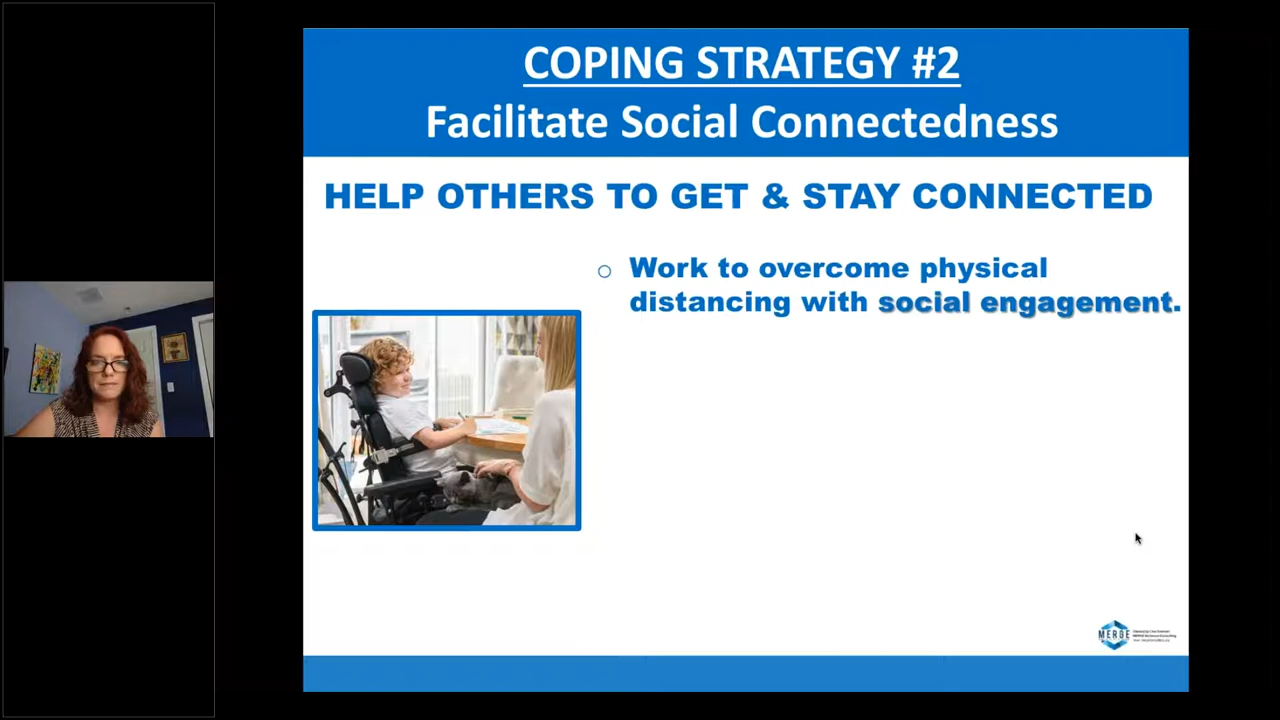 COPING STRATEGY #2
Facilitate Social Connectedness
HELP OTHERS TO GET & STAY CONNECTED
Work to overcome physical
distancing with social engagement.
MERGE